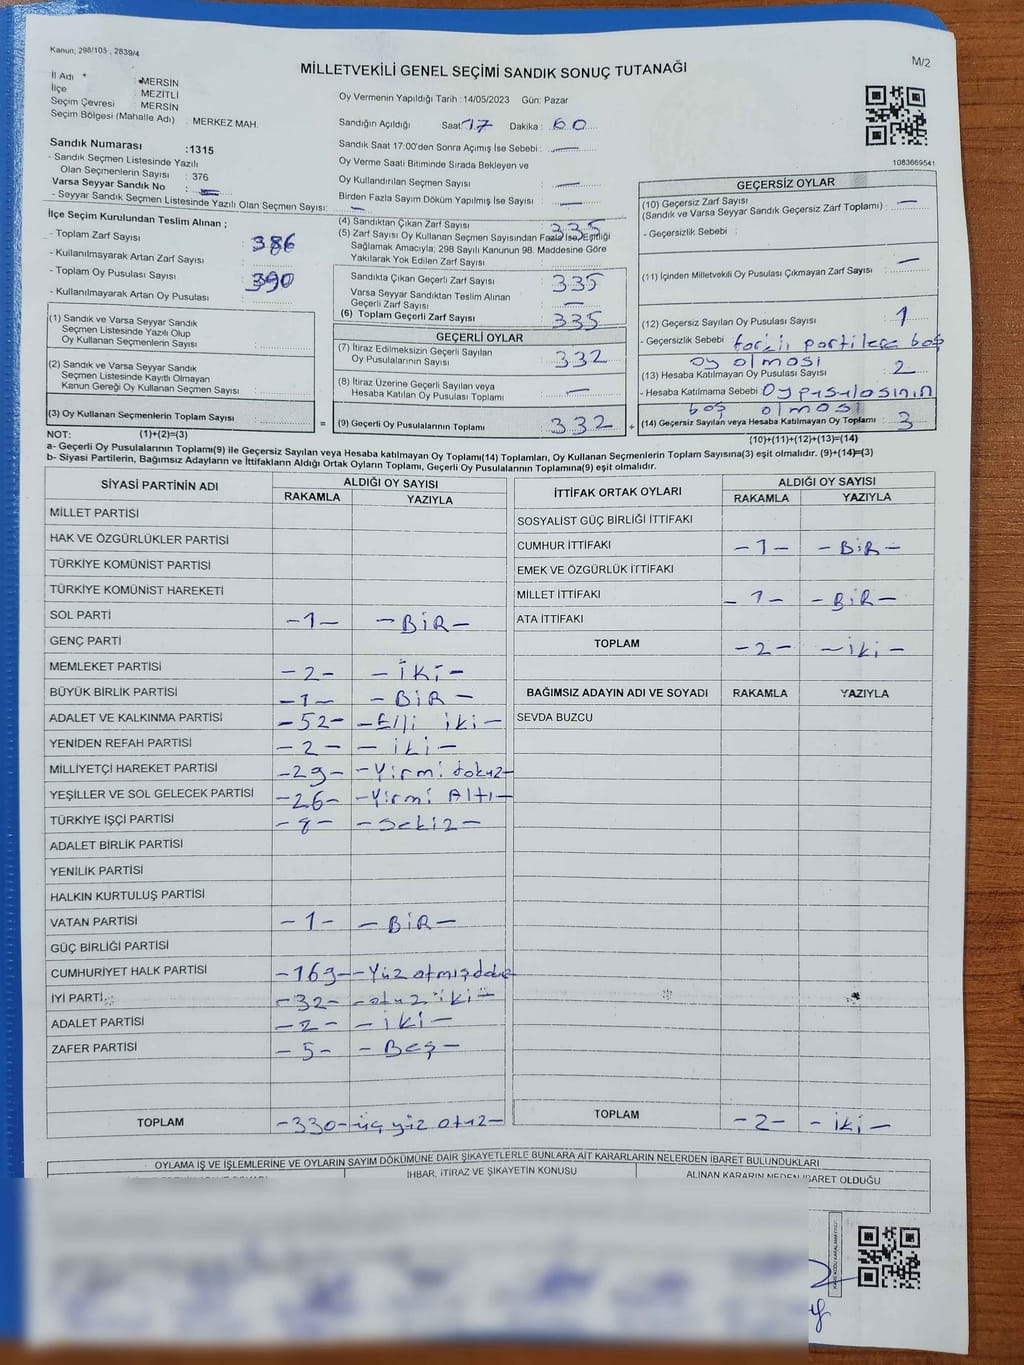 Kanun; 298/105 , 2839/4
MİLLETVEKİLİ GENEL SEÇİMİ SANDIK SONUÇ TUTANAĞI
M/2
İl Adı : MERSİN
İlçe : MEZİTLİ
Seçim Çevresi : MERSİN
Seçim Bölgesi (Mahalle Adı) : MERKEZ MAH.
Oy Vermenin Yapıldığı Tarih :14/05/2023 Gün: Pazar
Sandığın Açıldığı Saat: 17 Dakika : 60
Sandık Saat 17:00'den Sonra Açımış İse Sebebi : —
Oy Verme Saati Bitiminde Sırada Bekleyen ve
Oy Kullandırılan Seçmen Sayısı : —
Birden Fazla Sayım Döküm Yapılmış İse Sayısı : —
1083669541
Sandık Numarası :1315
- Sandık Seçmen Listesinde Yazılı
Olan Seçmenlerin Sayısı : 376
Varsa Seyyar Sandık No : —
- Seyyar Sandık Seçmen Listesinde Yazılı Olan Seçmen Sayısı: —
İlçe Seçim Kurulundan Teslim Alınan ;
- Toplam Zarf Sayısı : 386
- Kullanılmayarak Artan Zarf Sayısı :
- Toplam Oy Pusulası Sayısı : 390
- Kullanılmayarak Artan Oy Pusulası :
(1) Sandık ve Varsa Seyyar Sandık
Seçmen Listesinde Yazılı Olup
Oy Kullanan Seçmenlerin Sayısı :
(2) Sandık ve Varsa Seyyar Sandık
Seçmen Listesinde Kayıtlı Olmayan
Kanun Gereği Oy Kullanan Seçmen Sayısı :
(3) Oy Kullanan Seçmenlerin Toplam Sayısı :
(4) Sandıktan Çıkan Zarf Sayısı : 335
(5) Zarf Sayısı Oy Kullanan Seçmen Sayısından Fazla İse, Eşitliği
Sağlamak Amacıyla; 298 Sayılı Kanunun 98. Maddesine Göre
Yakılarak Yok Edilen Zarf Sayısı :
Sandıkta Çıkan Geçerli Zarf Sayısı : 335
Varsa Seyyar Sandıktan Teslim Alınan
Geçerli Zarf Sayısı : —
(6) Toplam Geçerli Zarf Sayısı : 335
GEÇERLİ OYLAR
(7) İtiraz Edilmeksizin Geçerli Sayılan
Oy Pusulalarının Sayısı : 332
(8) İtiraz Üzerine Geçerli Sayılan veya
Hesaba Katılan Oy Pusulası Toplamı : —
= (9) Geçerli Oy Pusulalarının Toplamı : 332 +
GEÇERSİZ OYLAR
(10) Geçersiz Zarf Sayısı : —
(Sandık ve Varsa Seyyar Sandık Geçersiz Zarf Toplamı)
- Geçersizlik Sebebi :
(11) İçinden Milletvekili Oy Pusulası Çıkmayan Zarf Sayısı : —
(12) Geçersiz Sayılan Oy Pusulası Sayısı : 1
- Geçersizlik Sebebi : farklı partilere boş
oy olması
(13) Hesaba Katılmayan Oy Pusulası Sayısı : 2
- Hesaba Katılmama Sebebi : Oy pusulasının
boş olması
(14) Geçersiz Sayılan veya Hesaba Katılmayan Oy Toplamı : 3
NOT: (1)+(2)=(3)
(10)+(11)+(12)+(13)=(14)
a- Geçerli Oy Pusulalarının Toplamı(9) ile Geçersiz Sayılan veya Hesaba katılmayan Oy Toplamı(14) Toplamları, Oy Kullanan Seçmenlerin Toplam Sayısına(3) eşit olmalıdır. (9)+(14)=(3)
b- Siyasi Partilerin, Bağımsız Adayların ve İttifakların Aldığı Ortak Oyların Toplamı, Geçerli Oy Pusulalarının Toplamına(9) eşit olmalıdır.
SİYASİ PARTİNİN ADI ALDIĞI OY SAYISI
RAKAMLA YAZIYLA
MİLLET PARTİSİ
HAK VE ÖZGÜRLÜKLER PARTİSİ
TÜRKİYE KOMÜNİST PARTİSİ
TÜRKİYE KOMÜNİST HAREKETİ
SOL PARTİ -1- -BİR-
GENÇ PARTİ
MEMLEKET PARTİSİ -2- -İKİ-
BÜYÜK BİRLİK PARTİSİ -1- -BİR-
ADALET VE KALKINMA PARTİSİ -52- -Elli iki-
YENİDEN REFAH PARTİSİ -2- -iki-
MİLLİYETÇİ HAREKET PARTİSİ -29- -Yirmi dokuz-
YEŞİLLER VE SOL GELECEK PARTİSİ -26- -Yirmi Altı-
TÜRKİYE İŞÇİ PARTİSİ -8- -Sekiz-
ADALET BİRLİK PARTİSİ
YENİLİK PARTİSİ
HALKIN KURTULUŞ PARTİSİ
VATAN PARTİSİ -1- -BİR-
GÜÇ BİRLİĞİ PARTİSİ
CUMHURİYET HALK PARTİSİ -169- -Yüz atmış
İYİ PARTİ -32- -otuz iki-
ADALET PARTİSİ -2- -iki-
ZAFER PARTİSİ -5- -Beş-
TOPLAM -330- üç yüz otuz-
İTTİFAK ORTAK OYLARI ALDIĞI OY SAYISI
RAKAMLA YAZIYLA
SOSYALİST GÜÇ BİRLİĞİ İTTİFAKI
CUMHUR İTTİFAKI -1- -BİR-
EMEK VE ÖZGÜRLÜK İTTİFAKI
MİLLET İTTİFAKI -1- -BİR-
ATA İTTİFAKI
TOPLAM -2- -iki-
BAĞIMSIZ ADAYIN ADI VE SOYADI RAKAMLA YAZIYLA
SEVDA BUZCU
TOPLAM -2- -iki-
OYLAMA İŞ VE İŞLEMLERİNE VE OYLARIN SAYIM DÖKÜMÜNE DAİR ŞİKAYETLERLE BUNLARA AİT KARARLARIN NELERDEN İBARET BULUNDUKLARI
İHBAR, İTİRAZ VE ŞİKAYETİN KONUSU
ALINAN KARARIN NEDEN İBARET OLDUĞU